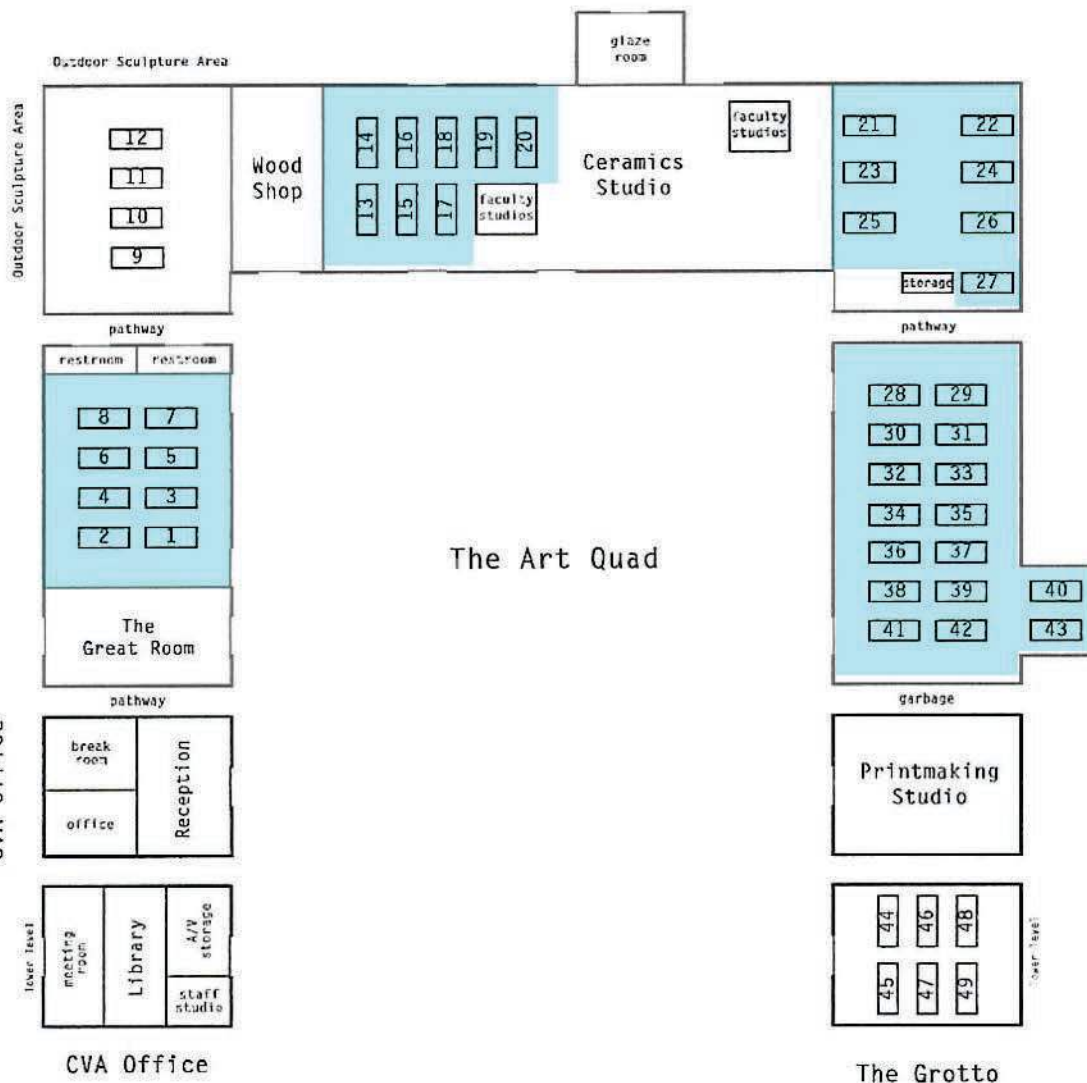 glaze
room
Outdoor Sculpture Area
Outdoor Sculpture Area
12
11
10
9
Wood
Shop
14 16 18 19 20
13 15 17
faculty
studios
Ceramics
Studio
faculty
studios
21 22
23 24
25 26
storage 27
pathway
pathway
restroom restroom
8 7
6 5
4 3
2 1
The
Great Room
28 29
30 31
32 33
34 35
36 37
38 39 40
41 42 43
The Art Quad
pathway
garbage
break
room
office
Reception
Printmaking
Studio
lower level
meeting
room
Library
A/V
storage
staff
studio
44 46 48
45 47 49
lower level
CVA Office
The Grotto